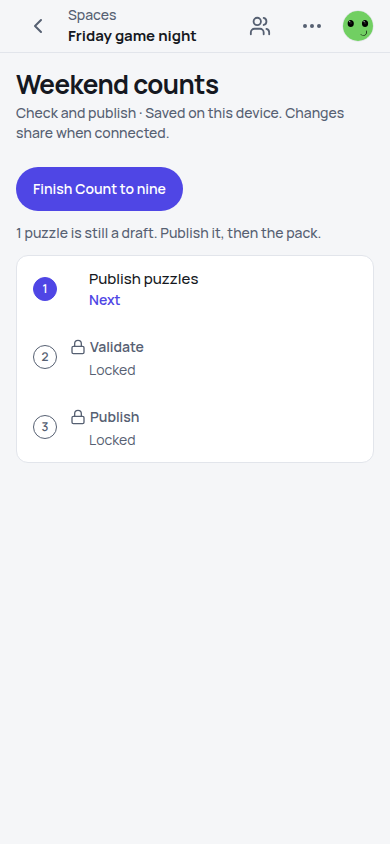 Spaces
Friday game night
Weekend counts
Check and publish · Saved on this device. Changes
share when connected.
Finish Count to nine
1 puzzle is still a draft. Publish it, then the pack.
1
Publish puzzles
Next
2
Validate
Locked
3
Publish
Locked